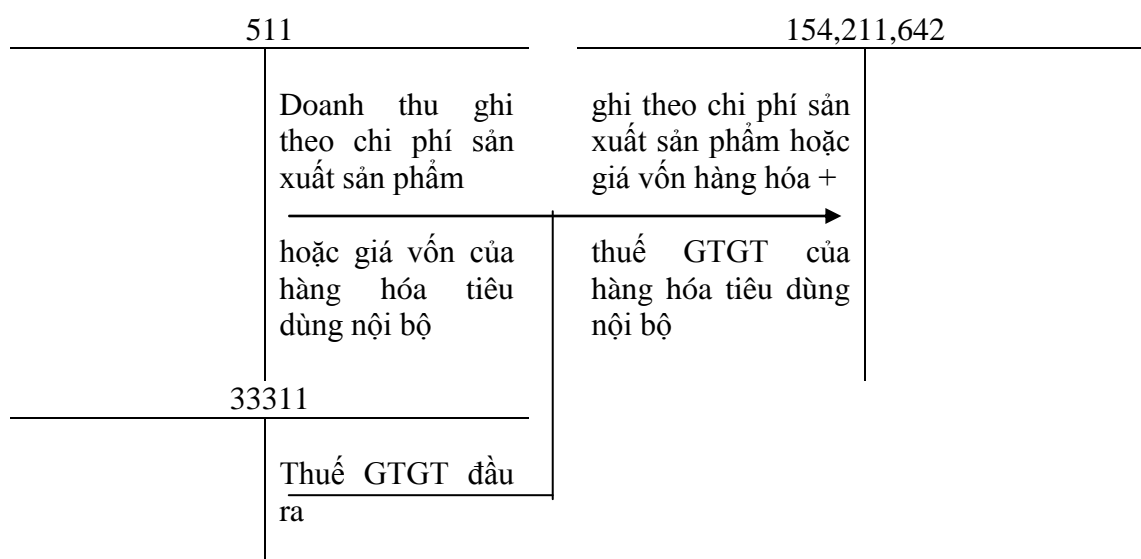 511
154,211,642
Doanh thu ghi
theo chi phí sản
xuất sản phẩm
ghi theo chi phí sản
xuất sản phẩm hoặc
giá vốn hàng hóa +
hoặc giá vốn của
hàng hóa tiêu
dùng nội bộ
thuế GTGT của
hàng hóa tiêu dùng
nội bộ
33311
Thuế GTGT đầu
ra